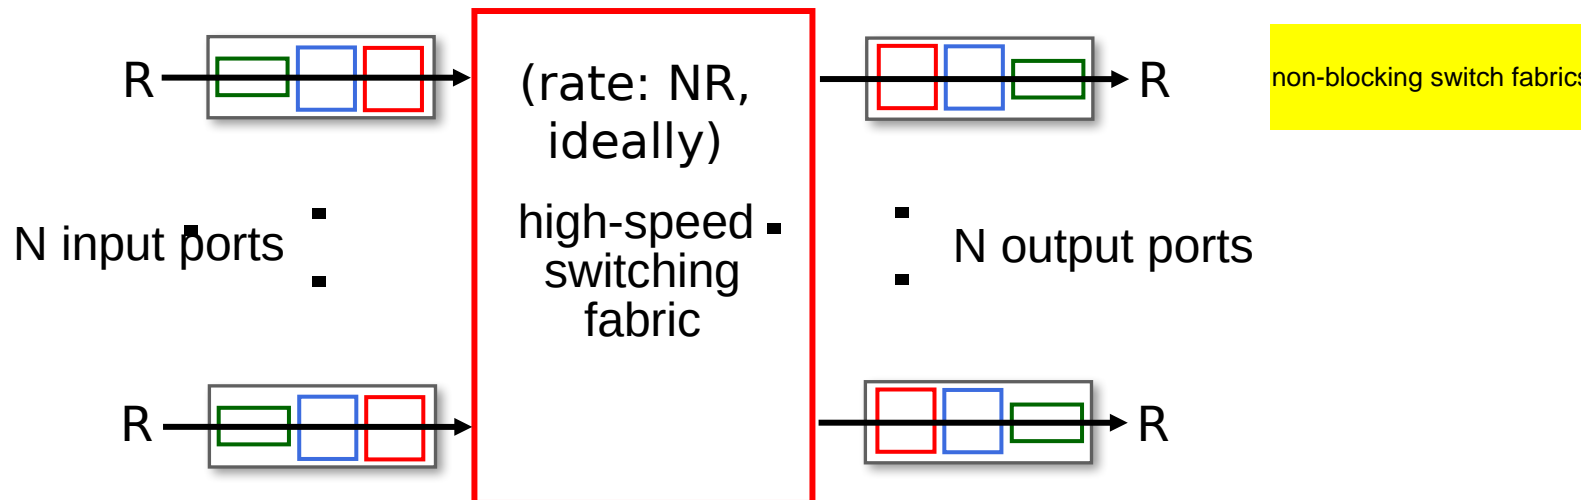 R
(rate: NR,
ideally)
R
non-blocking switch fabrics
N input ports
high-speed
switching
fabric
N output ports
R
R